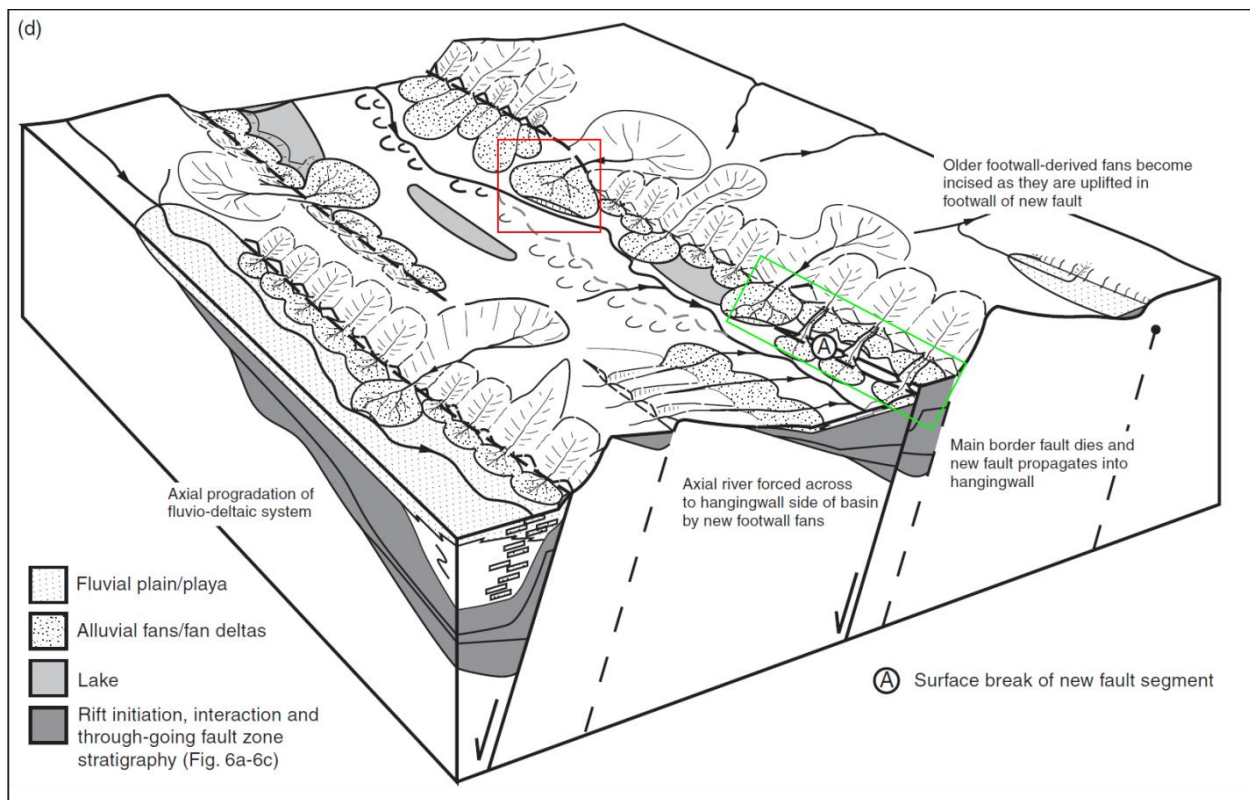 (d)
Older footwall-derived fans become
incised as they are uplifted in
footwall of new fault
A
Main border fault dies and
new fault propagates into
hangingwall
Axial river forced across
to hangingwall side of basin
by new footwall fans
Axial progradation of
fluvio-deltaic system
Fluvial plain/playa
Alluvial fans/fan deltas
Lake
Rift initiation, interaction and
through-going fault zone
stratigraphy (Fig. 6a-6c)
A Surface break of new fault segment